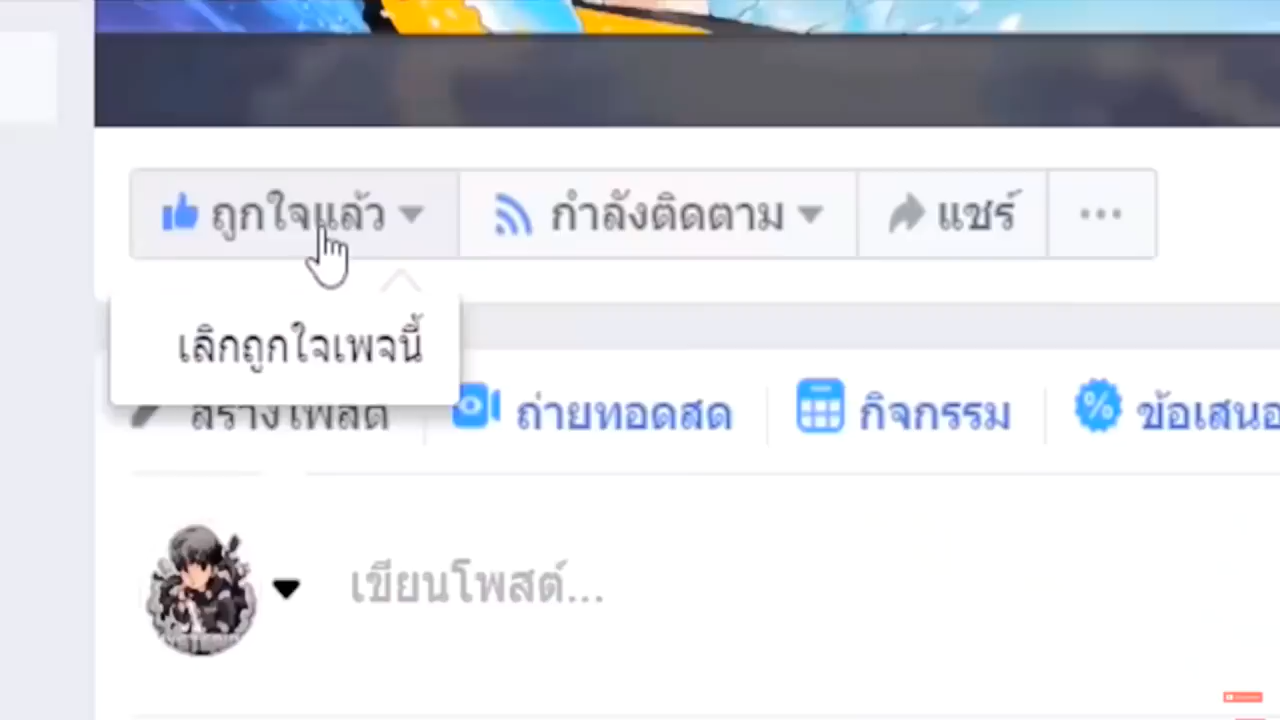 ถูกใจแล้ว กำลังติดตาม แชร์
เลิกถูกใจเพจนี้
สร้างโพสต์ ถ่ายทอดสด กิจกรรม ข้อเสนอ
เขียนโพสต์...